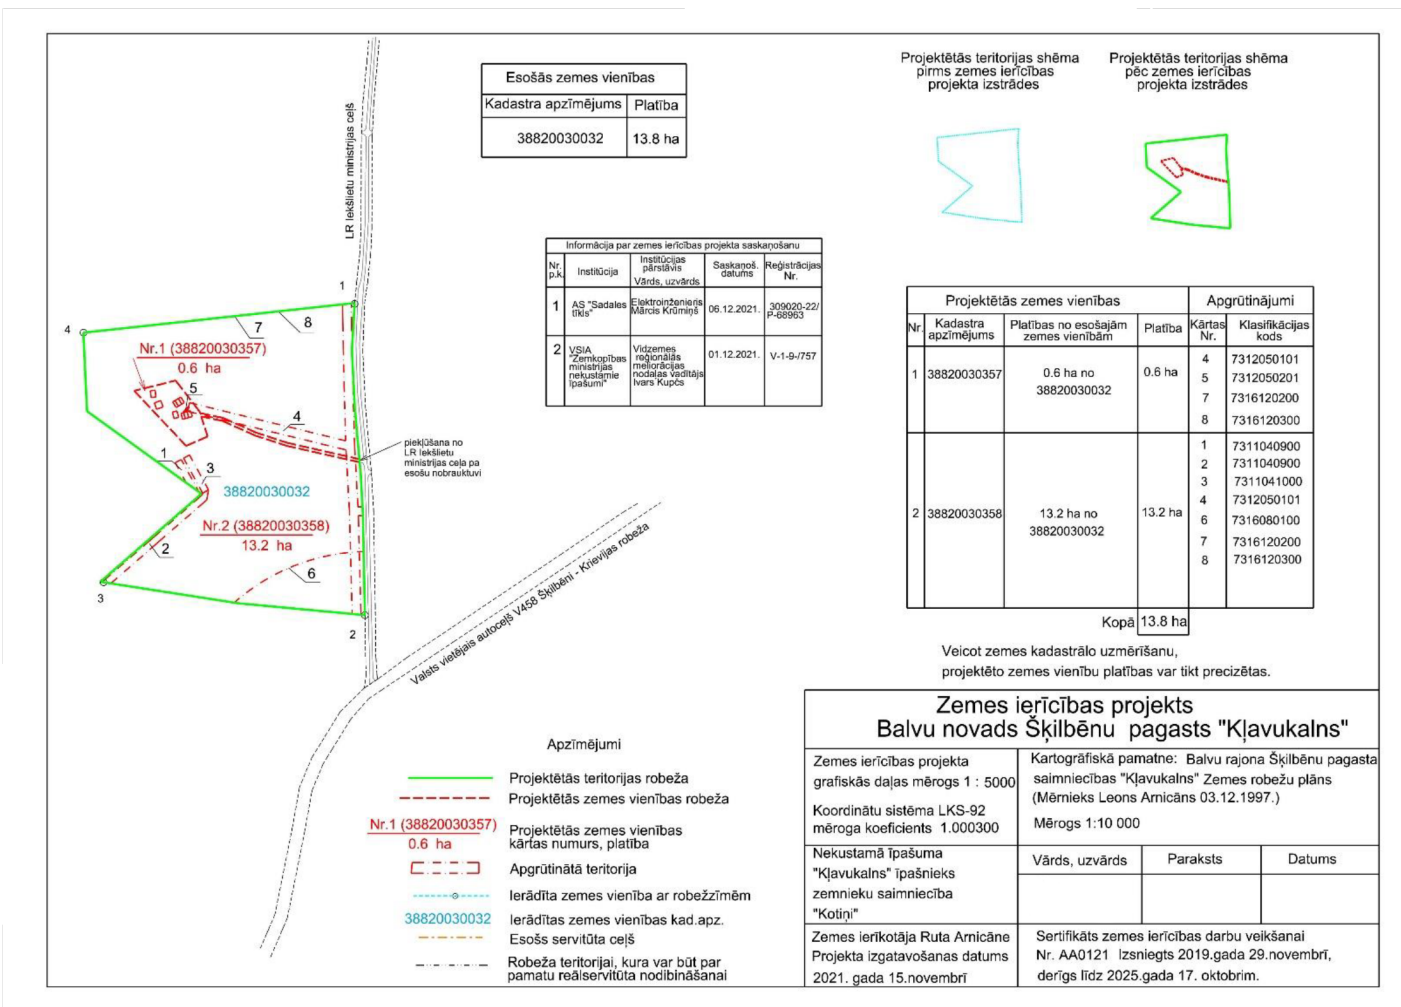 Esošās zemes vienības
Kadastra apzīmējums Platība
38820030032 13.8 ha
Projektētās teritorijas shēma
pirms zemes ierīcības
projekta izstrādes
Projektētās teritorijas shēma
pēc zemes ierīcības
projekta izstrādes
LR Iekšlietu ministrijas ceļš
Informācija par zemes ierīcības projekta saskaņošanu
Nr. p.k. Institūcija Institūcijas pārstāvis Vārds, uzvārds Saskaņoš. datums Reģistrācijas Nr.
1 AS "Sadales tīkls" Elektroinženieris Mārcis Krūmiņš 06.12.2021. 309020-22/ P-68963
2 VSIA "Zemkopības ministrijas nekustamie īpašumi" Vidzemes reģionālās meliorācijas nodaļas vadītājs Ivars Kupčs 01.12.2021. V-1-9-/757
1
4
7
8
Nr.1 (38820030357)
0.6 ha
5
4
1
3
piekļūšana no
LR Iekšlietu
ministrijas ceļa pa
esošu nobrauktuvi
38820030032
Nr.2 (38820030358)
13.2 ha
2
6
3
2
Valsts vietējais autoceļš V458 Šķilbēni - Krievijas robeža
Projektētās zemes vienības Apgrūtinājumi
Nr. Kadastra apzīmējums Platības no esošajām zemes vienībām Platība Kārtas Nr. Klasifikācijas kods
1 38820030357 0.6 ha no 38820030032 0.6 ha
4 7312050101
5 7312050201
7 7316120200
8 7316120300
2 38820030358 13.2 ha no 38820030032 13.2 ha
1 7311040900
2 7311040900
3 7311041000
4 7312050101
6 7316080100
7 7316120200
8 7316120300
Kopā 13.8 ha
Veicot zemes kadastrālo uzmērīšanu,
projektēto zemes vienību platības var tikt precizētas.
Apzīmējumi
Projektētās teritorijas robeža
Projektētās zemes vienības robeža
Nr.1 (38820030357)
0.6 ha
Projektētās zemes vienības
kārtas numurs, platība
Apgrūtinātā teritorija
Ierādīta zemes vienība ar robežzīmēm
38820030032 Ierādītas zemes vienības kad.apz.
Esošs servitūta ceļš
Robeža teritorijai, kura var būt par
pamatu reālservitūta nodibināšanai
Zemes ierīcības projekts
Balvu novads Šķilbēnu pagasts "Kļavukalns"
Zemes ierīcības projekta
grafiskās daļas mērogs 1 : 5000
Koordinātu sistēma LKS-92
mēroga koeficients 1.000300
Kartogrāfiskā pamatne: Balvu rajona Šķilbēnu pagasta
saimniecības "Kļavukalns" Zemes robežu plāns
(Mērnieks Leons Arnicāns 03.12.1997.)
Mērogs 1:10 000
Nekustamā īpašuma
"Kļavukalns" īpašnieks
zemnieku saimniecība
"Kotiņi"
Vārds, uzvārds Paraksts Datums
Zemes ierīkotāja Ruta Arnicāne
Projekta izgatavošanas datums
2021. gada 15.novembrī
Sertifikāts zemes ierīcības darbu veikšanai
Nr. AA0121 Izsniegts 2019.gada 29.novembrī,
derīgs līdz 2025.gada 17. oktobrim.